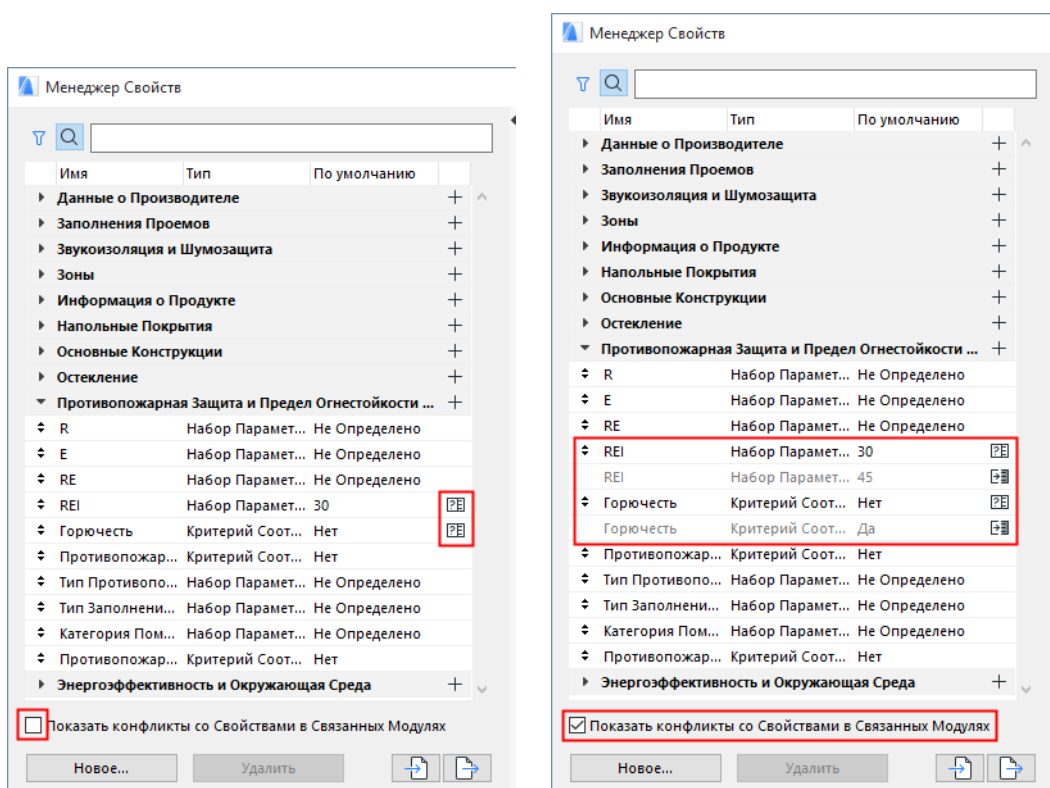 Менеджер Свойств
Имя Тип По умолчанию
Данные о Производителе
Заполнения Проемов
Звукоизоляция и Шумозащита
Зоны
Информация о Продукте
Напольные Покрытия
Основные Конструкции
Остекление
Противопожарная Защита и Предел Огнестойкости ...
R Набор Парамет... Не Определено
E Набор Парамет... Не Определено
RE Набор Парамет... Не Определено
REI Набор Парамет... 30
Горючесть Критерий Соот... Нет
Противопожар... Критерий Соот... Нет
Тип Противопо... Набор Парамет... Не Определено
Тип Заполнени... Набор Парамет... Не Определено
Категория Пом... Набор Парамет... Не Определено
Противопожар... Критерий Соот... Нет
Энергоэффективность и Окружающая Среда
Показать конфликты со Свойствами в Связанных Модулях
Новое... Удалить
Менеджер Свойств
Имя Тип По умолчанию
Данные о Производителе
Заполнения Проемов
Звукоизоляция и Шумозащита
Зоны
Информация о Продукте
Напольные Покрытия
Основные Конструкции
Остекление
Противопожарная Защита и Предел Огнестойкости ...
R Набор Парамет... Не Определено
E Набор Парамет... Не Определено
RE Набор Парамет... Не Определено
REI Набор Парамет... 30
REI Набор Парамет... 45
Горючесть Критерий Соот... Нет
Горючесть Критерий Соот... Да
Противопожар... Критерий Соот... Нет
Тип Противопо... Набор Парамет... Не Определено
Тип Заполнени... Набор Парамет... Не Определено
Категория Пом... Набор Парамет... Не Определено
Противопожар... Критерий Соот... Нет
Энергоэффективность и Окружающая Среда
Показать конфликты со Свойствами в Связанных Модулях
Новое... Удалить